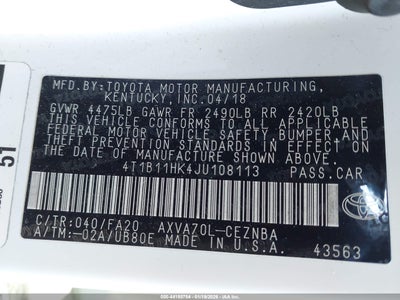 MFD.BY: TOYOTA MOTOR MANUFACTURING,
KENTUCKY, INC. 04/18
GVWR 4475LB GAWR FR 2490LB RR 2420LB
THIS VEHICLE CONFORMS TO ALL APPLICABLE
FEDERAL MOTOR VEHICLE SAFETY, BUMPER, AND
THEFT PREVENTION STANDARDS IN EFFECT ON
THE DATE OF MANUFACTURE SHOWN ABOVE.
4T1B11HK4JU108113 PASS.CAR
C/TR:040/FA20 AXVA70L-CEZNBA
A/TM:-02A/UB80E MADE IN U.S.A. 43563
TOYOTA
51